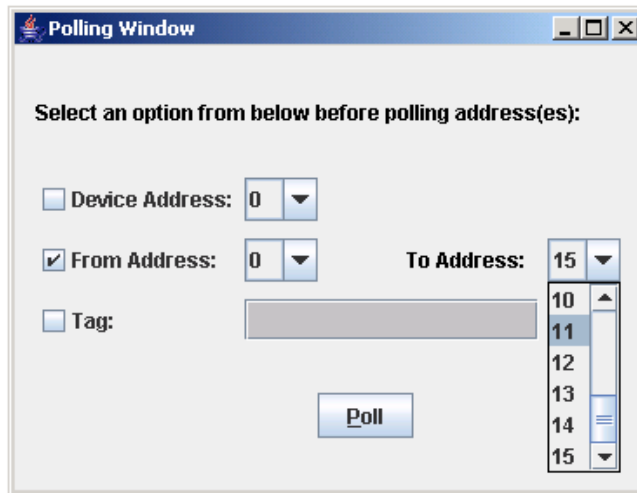 Polling Window
Select an option from below before polling address(es):
Device Address: 0
From Address: 0 To Address: 15
10
11
12
13
14
15
Tag:
Poll